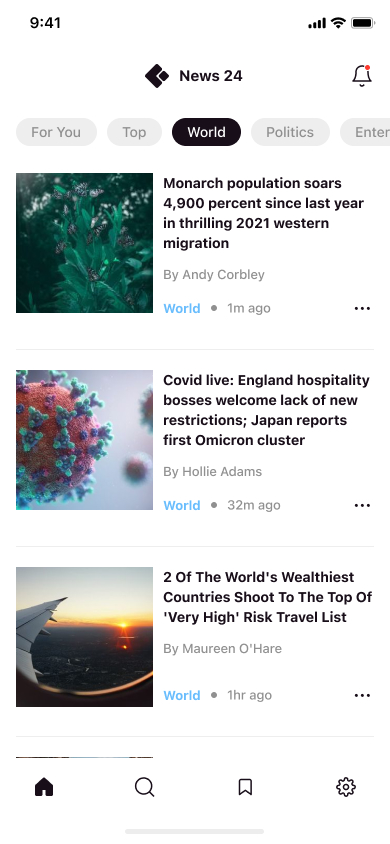 9:41
News 24
For You
Top
World
Politics
Enter
Monarch population soars
4,900 percent since last year
in thrilling 2021 western
migration
By Andy Corbley
World
1m ago
Covid live: England hospitality
bosses welcome lack of new
restrictions; Japan reports
first Omicron cluster
By Hollie Adams
World
32m ago
2 Of The World's Wealthiest
Countries Shoot To The Top Of
'Very High' Risk Travel List
By Maureen O'Hare
World
1hr ago